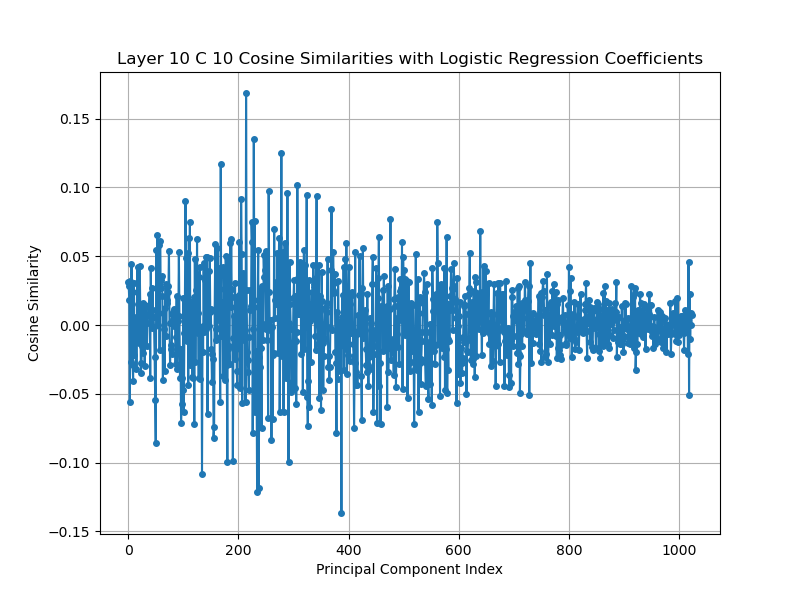 Layer 10 C 10 Cosine Similarities with Logistic Regression Coefficients
0.15
0.10
0.05
0.00
−0.05
−0.10
−0.15
Cosine Similarity
0 200 400 600 800 1000
Principal Component Index